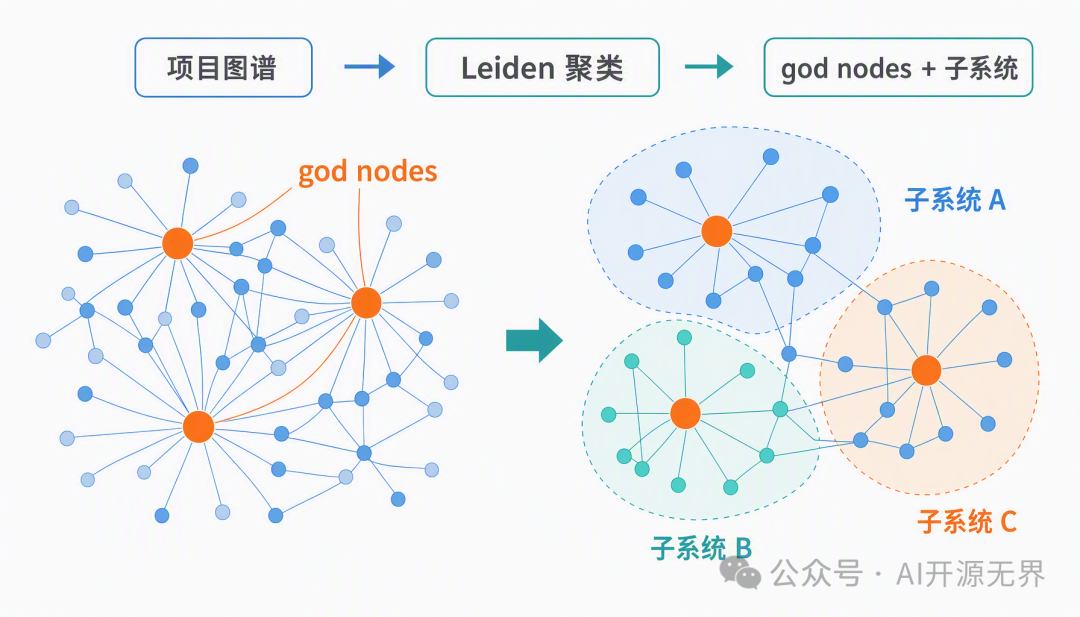 项目图谱
Leiden 聚类
god nodes + 子系统
god nodes
子系统 A
子系统 C
子系统 B
公众号 · AI开源无界